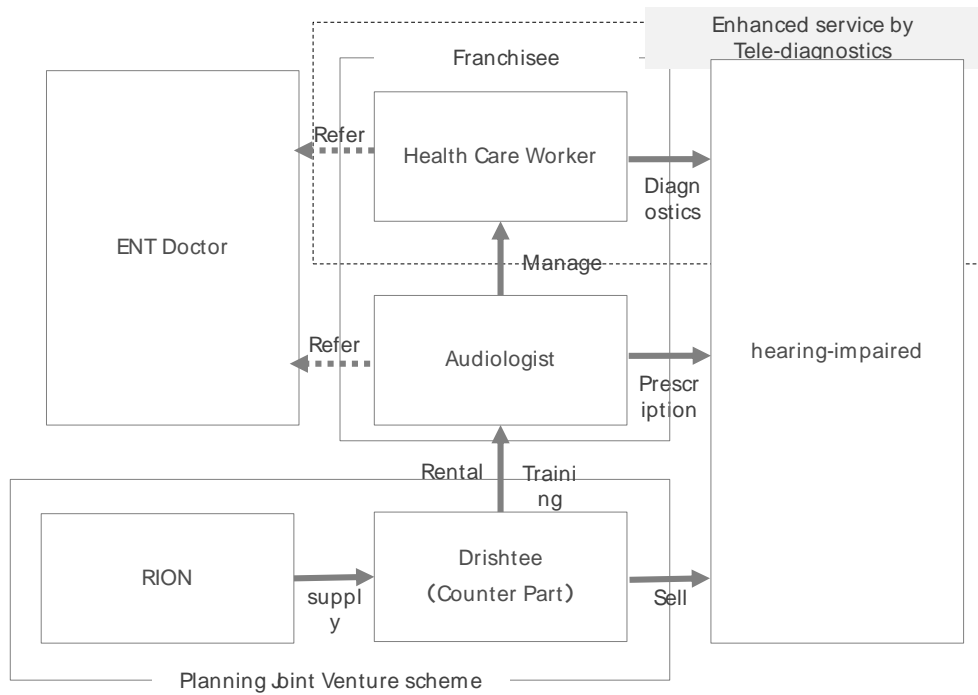 Enhanced service by
Tele-diagnostics
Franchisee
Refer
Health Care Worker
Diagn
ostics
ENT Doctor
Manage
Refer
Audiologist
Prescr
iption
hearing-impaired
Rental
Traini
ng
RION
suppl
y
Drishtee
(Counter Part)
Sell
Planning Joint Venture scheme